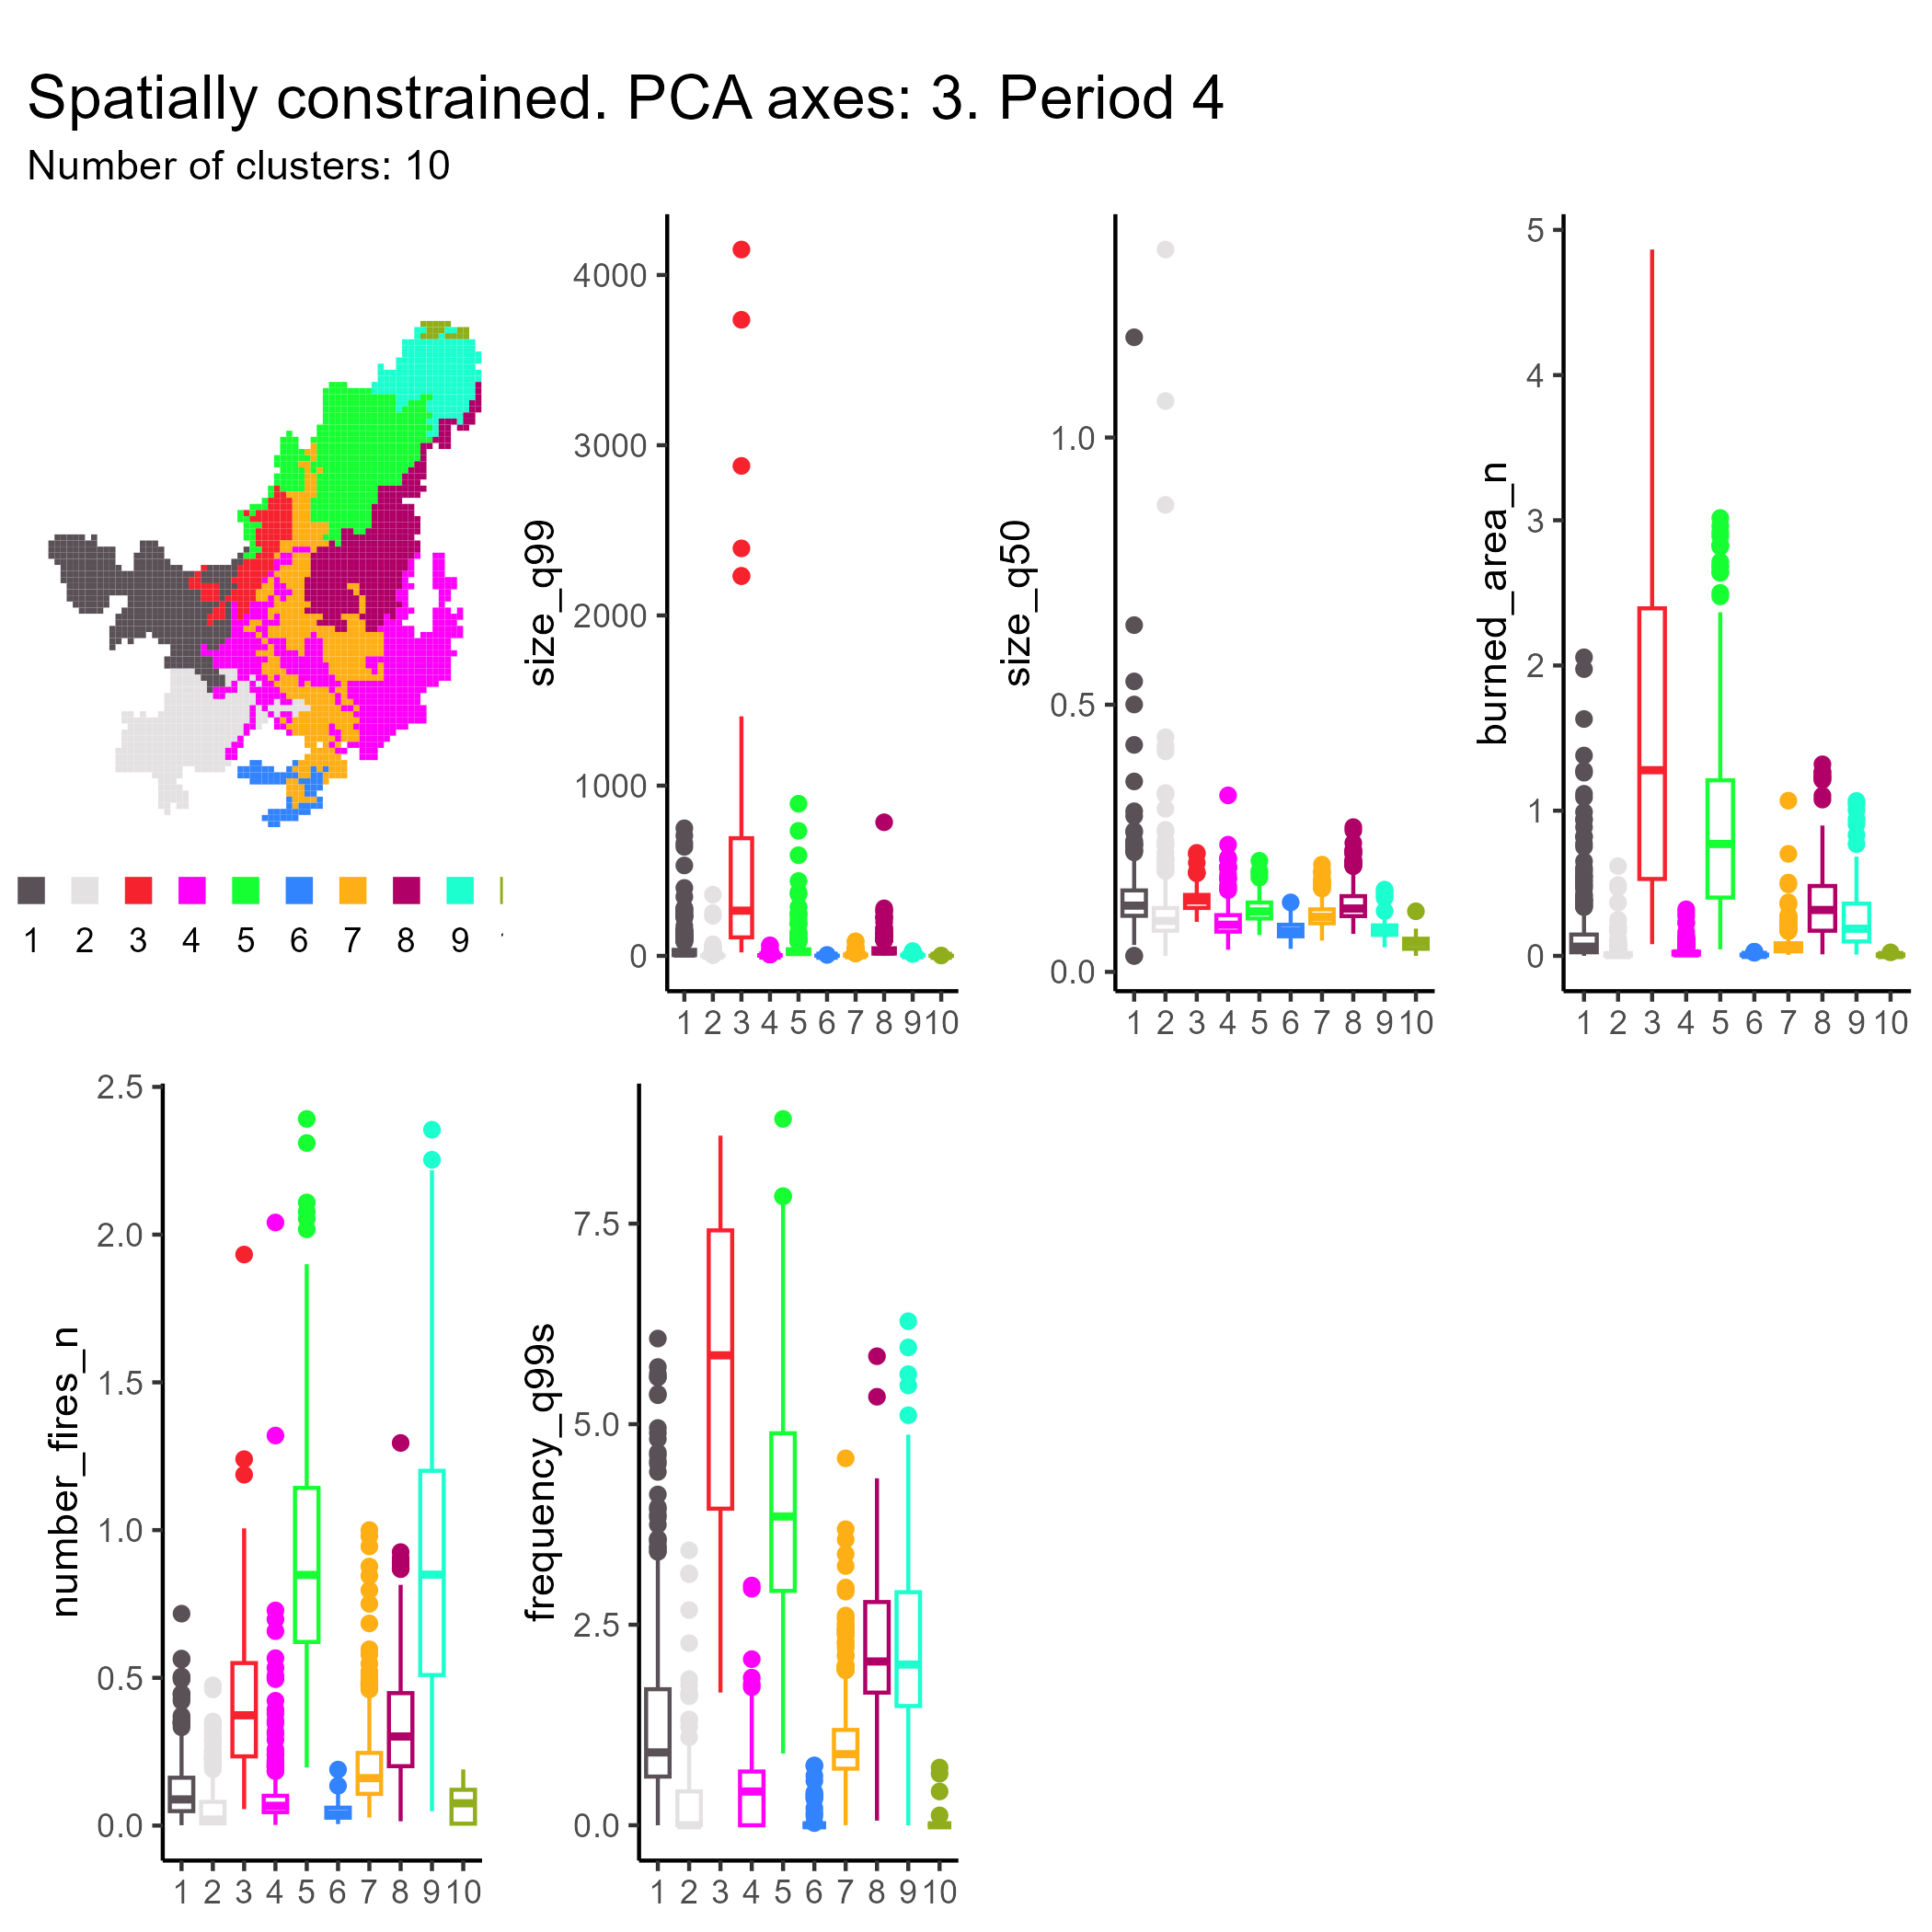 Spatially constrained. PCA axes: 3. Period 4
Number of clusters: 10
1 2 3 4 5 6 7 8 9
size_q99
4000
3000
2000
1000
0
1 2 3 4 5 6 7 8 9 10
size_q50
1.0
0.5
0.0
1 2 3 4 5 6 7 8 9 10
burned_area_n
5
4
3
2
1
0
1 2 3 4 5 6 7 8 9 10
number_fires_n
2.5
2.0
1.5
1.0
0.5
0.0
1 2 3 4 5 6 7 8 9 10
frequency_q99s
7.5
5.0
2.5
0.0
1 2 3 4 5 6 7 8 9 10